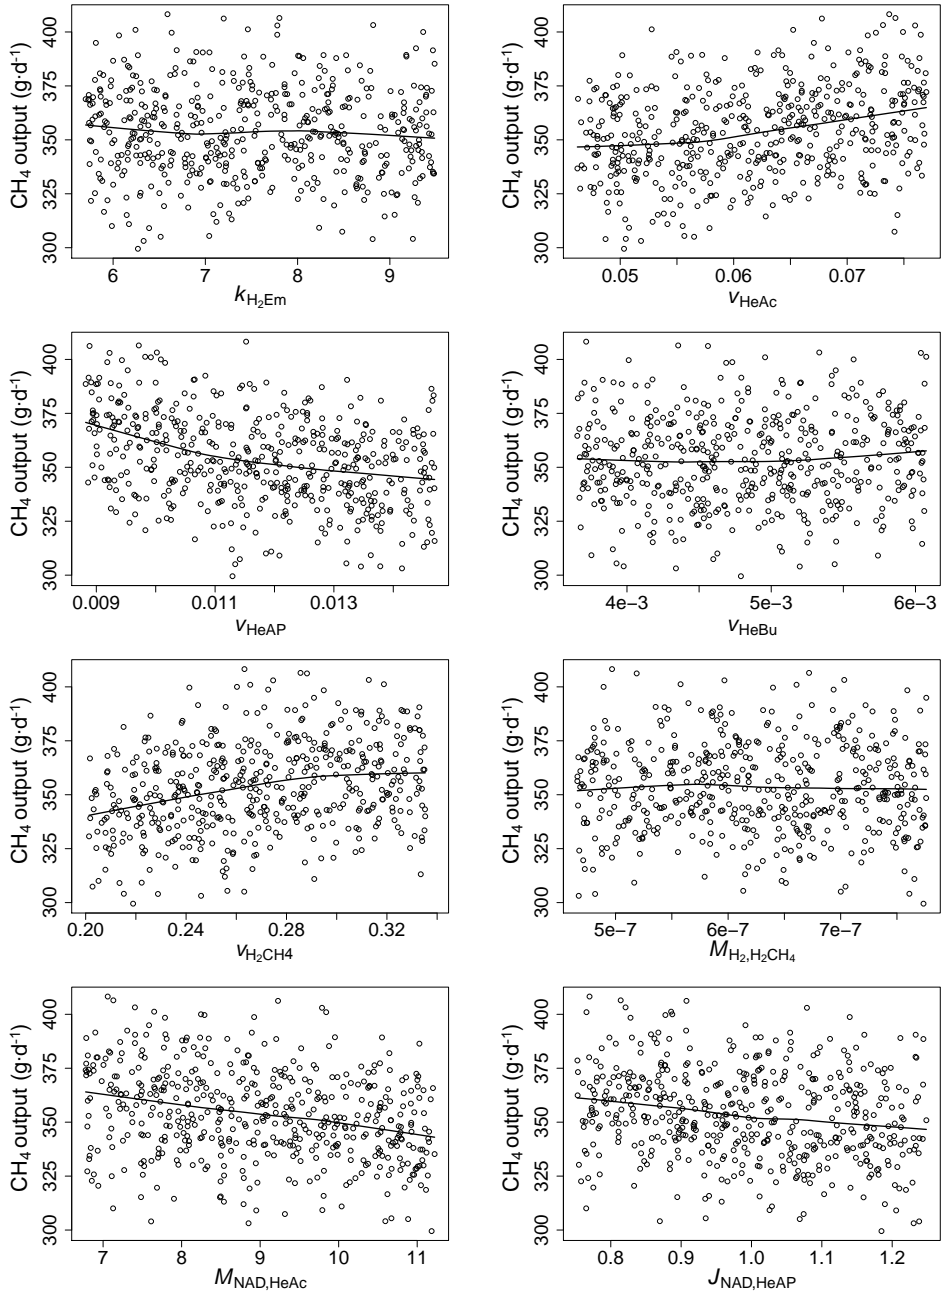 CH4 output (g·d-1)
400
375
350
325
300
6 7 8 9
kH2Em
CH4 output (g·d-1)
400
375
350
325
300
0.05 0.06 0.07
vHeAc
CH4 output (g·d-1)
400
375
350
325
300
0.009 0.011 0.013
vHeAP
CH4 output (g·d-1)
400
375
350
325
300
4e−3 5e−3 6e−3
vHeBu
CH4 output (g·d-1)
400
375
350
325
300
0.20 0.24 0.28 0.32
vH2CH4
CH4 output (g·d-1)
400
375
350
325
300
5e−7 6e−7 7e−7
MH2,H2CH4
CH4 output (g·d-1)
400
375
350
325
300
7 8 9 10 11
MNAD,HeAc
CH4 output (g·d-1)
400
375
350
325
300
0.8 0.9 1.0 1.1 1.2
JNAD,HeAP